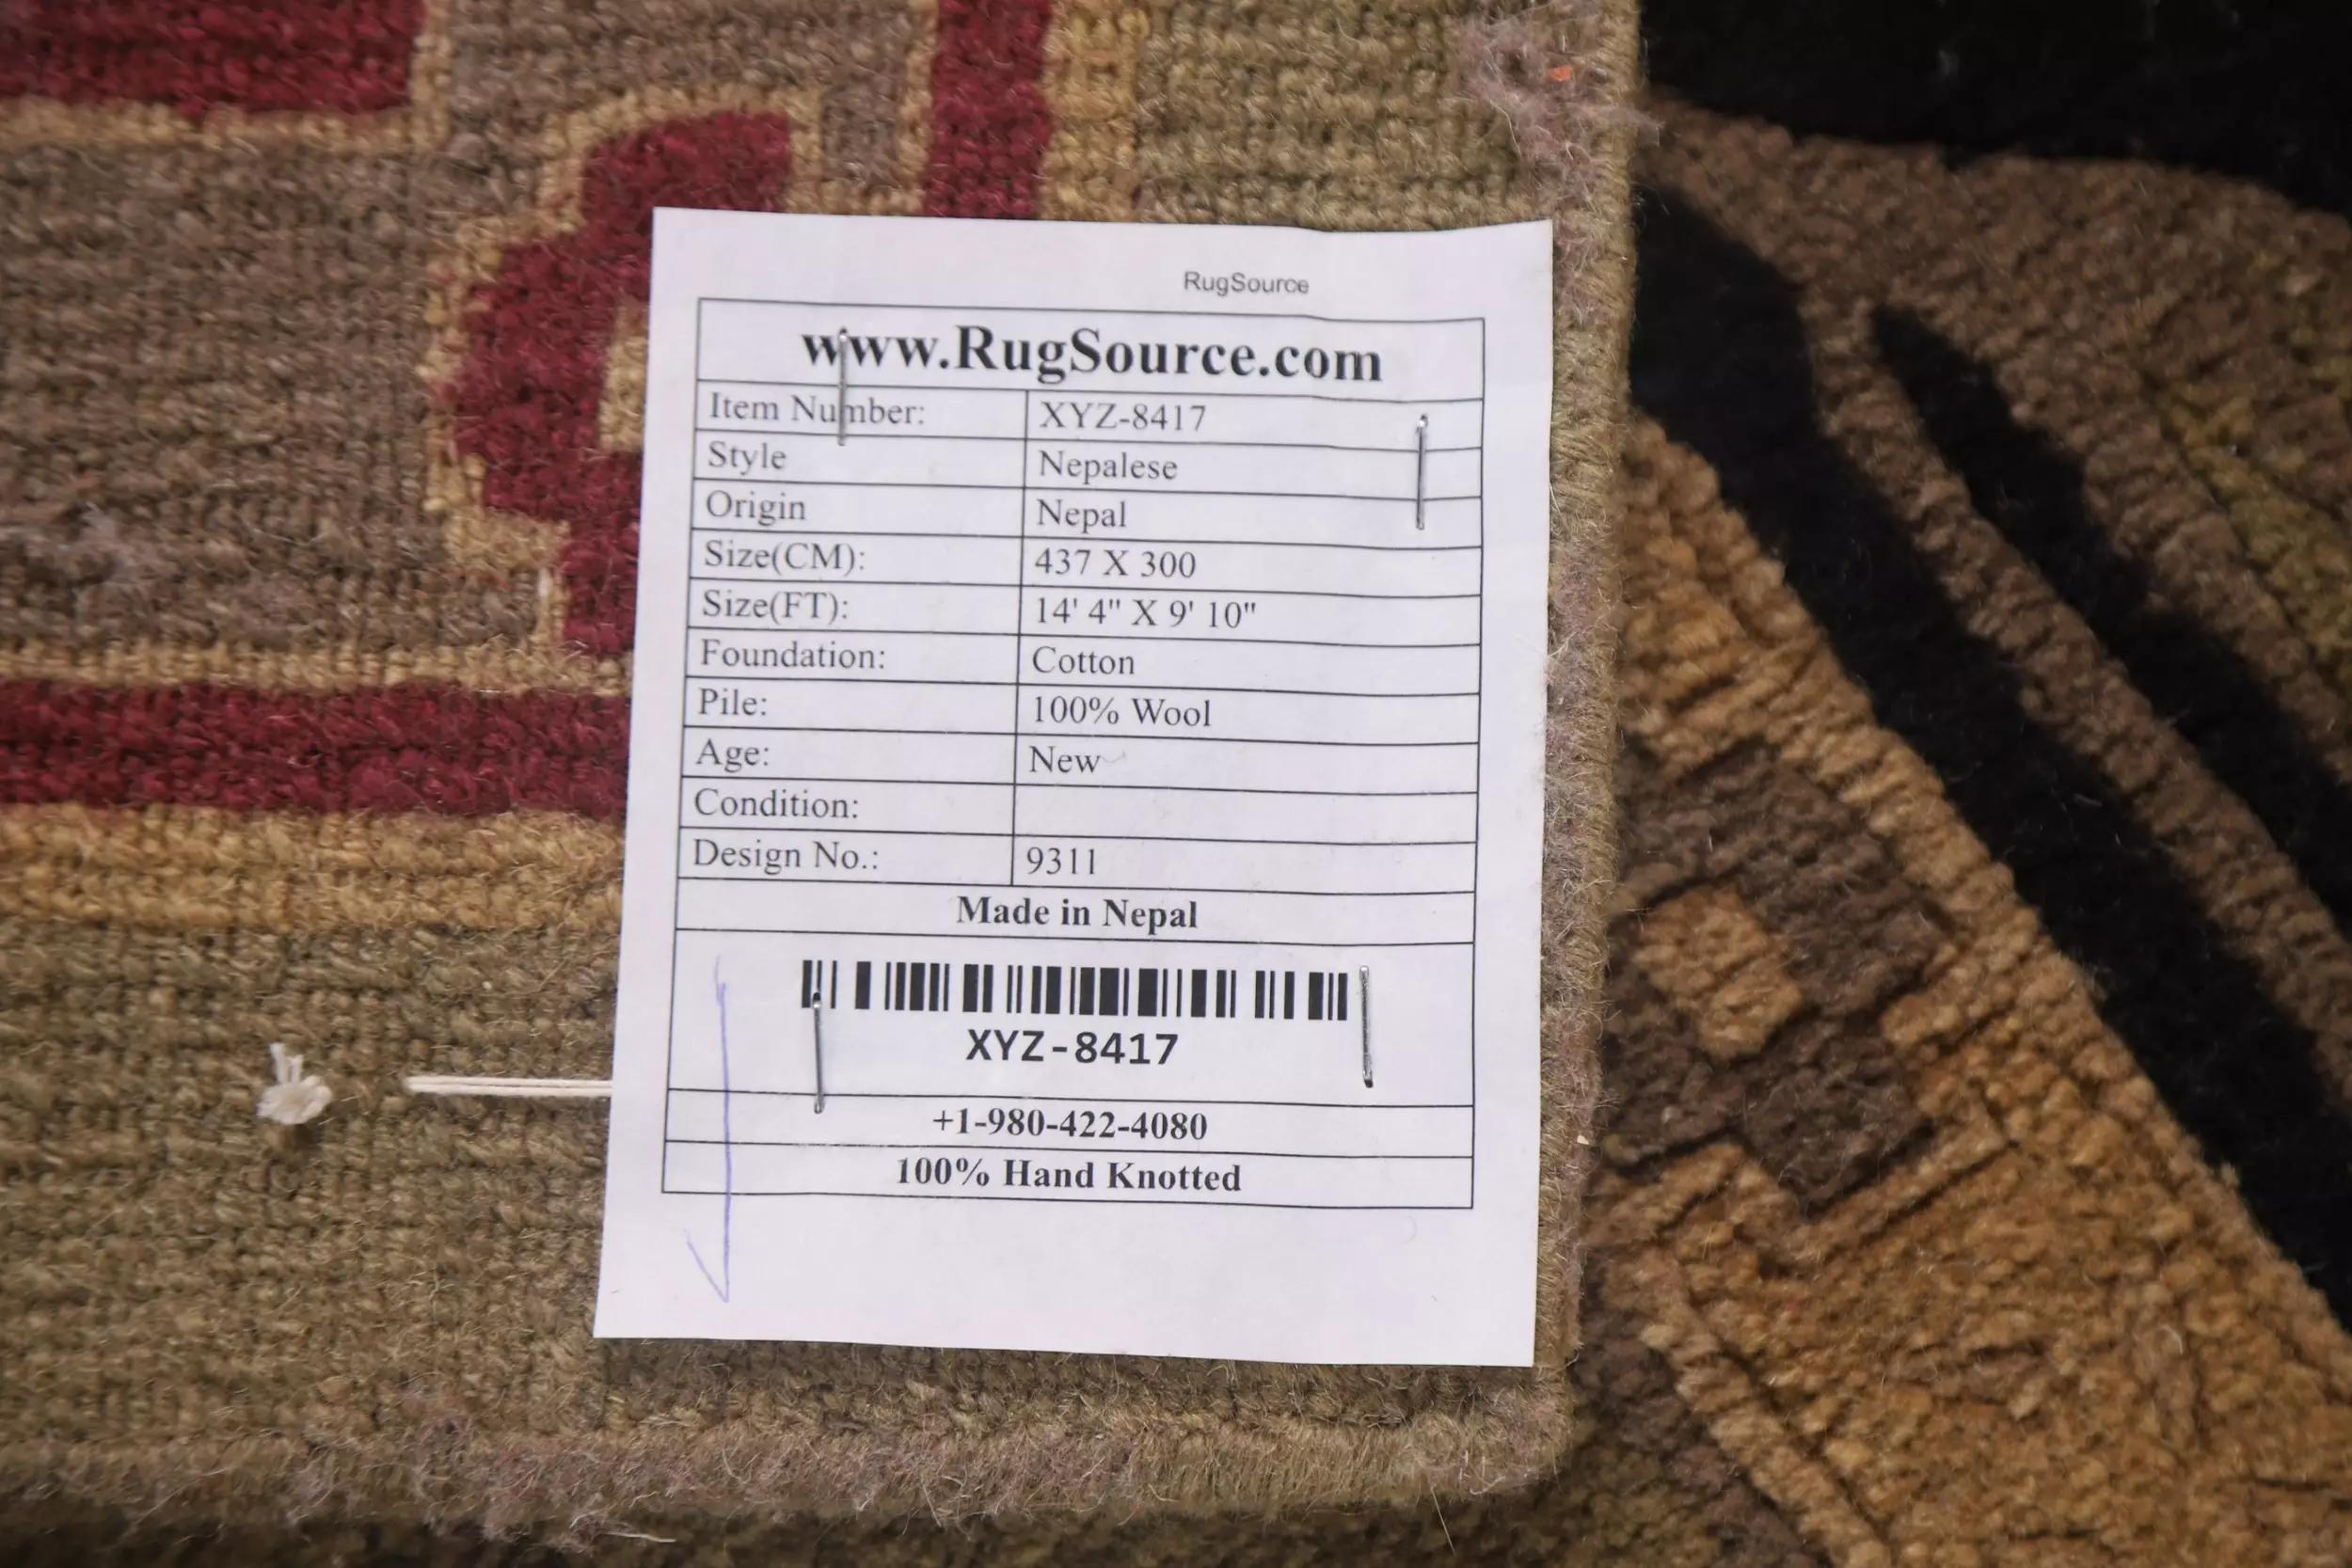 RugSource
www.RugSource.com
Item Number: XYZ-8417
Style Nepalese
Origin Nepal
Size(CM): 437 X 300
Size(FT): 14' 4" X 9' 10"
Foundation: Cotton
Pile: 100% Wool
Age: New
Condition:
Design No.: 9311
Made in Nepal
XYZ-8417
+1-980-422-4080
100% Hand Knotted